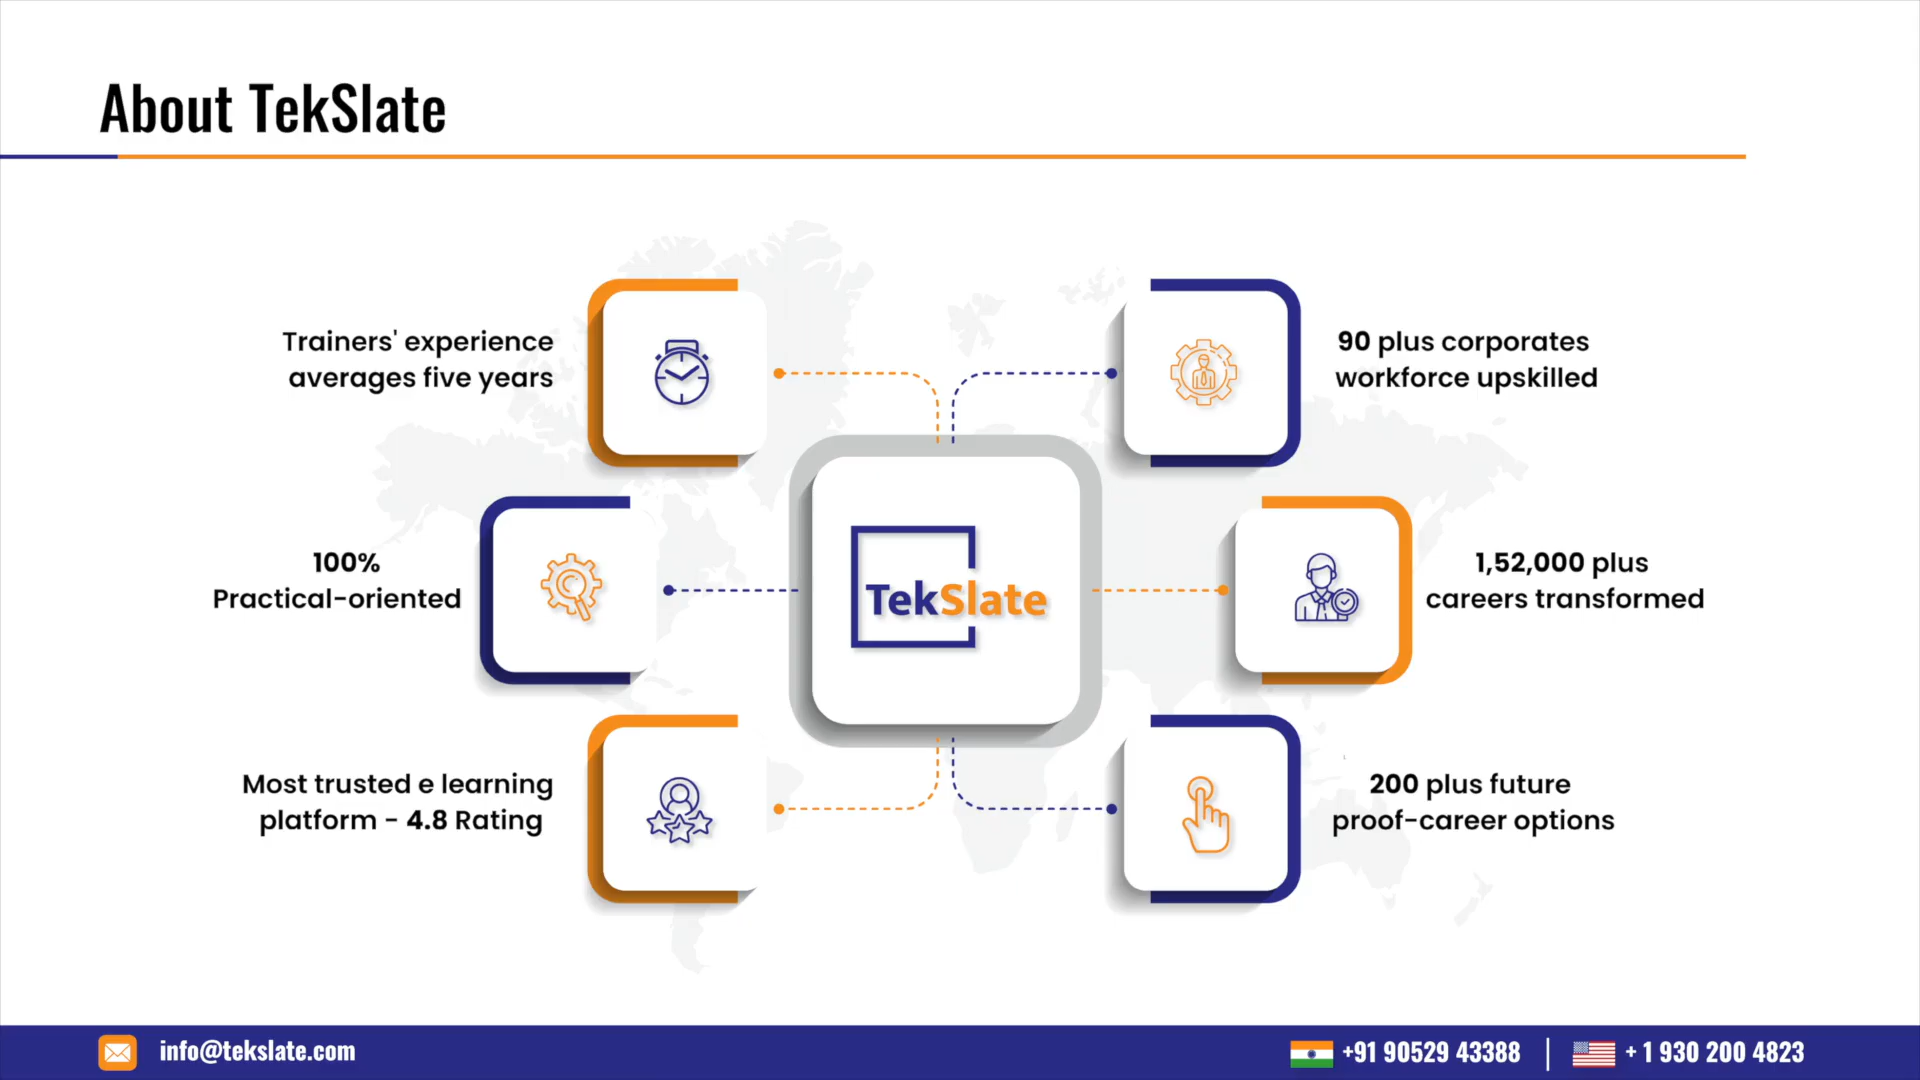 About TekSlate
Trainers' experience
averages five years
90 plus corporates
workforce upskilled
100%
Practical-oriented
TekSlate
1,52,000 plus
careers transformed
Most trusted e learning
platform - 4.8 Rating
200 plus future
proof-career options
info@tekslate.com
+91 90529 43388
+ 1 930 200 4823